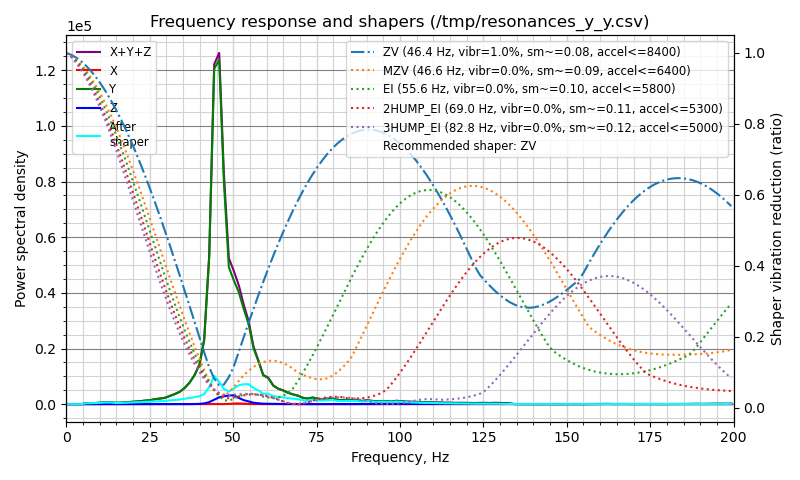 Frequency response and shapers (/tmp/resonances_y_y.csv)
1e5
X+Y+Z
X
Y
Z
After
shaper
ZV (46.4 Hz, vibr=1.0%, sm~=0.08, accel<=8400)
MZV (46.6 Hz, vibr=0.0%, sm~=0.09, accel<=6400)
EI (55.6 Hz, vibr=0.0%, sm~=0.10, accel<=5800)
2HUMP_EI (69.0 Hz, vibr=0.0%, sm~=0.11, accel<=5300)
3HUMP_EI (82.8 Hz, vibr=0.0%, sm~=0.12, accel<=5000)
Recommended shaper: ZV
Power spectral density
1.2
1.0
0.8
0.6
0.4
0.2
0.0
1.0
0.8
0.6
0.4
0.2
0.0
Shaper vibration reduction (ratio)
0 25 50 75 100 125 150 175 200
Frequency, Hz